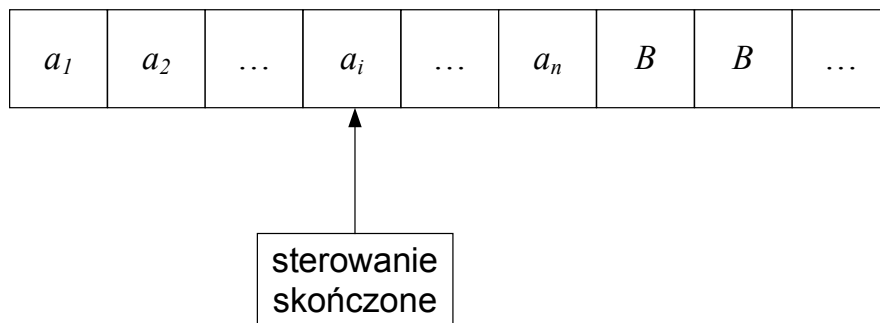 a1 a2 … ai … an B B …
sterowanie
skończone